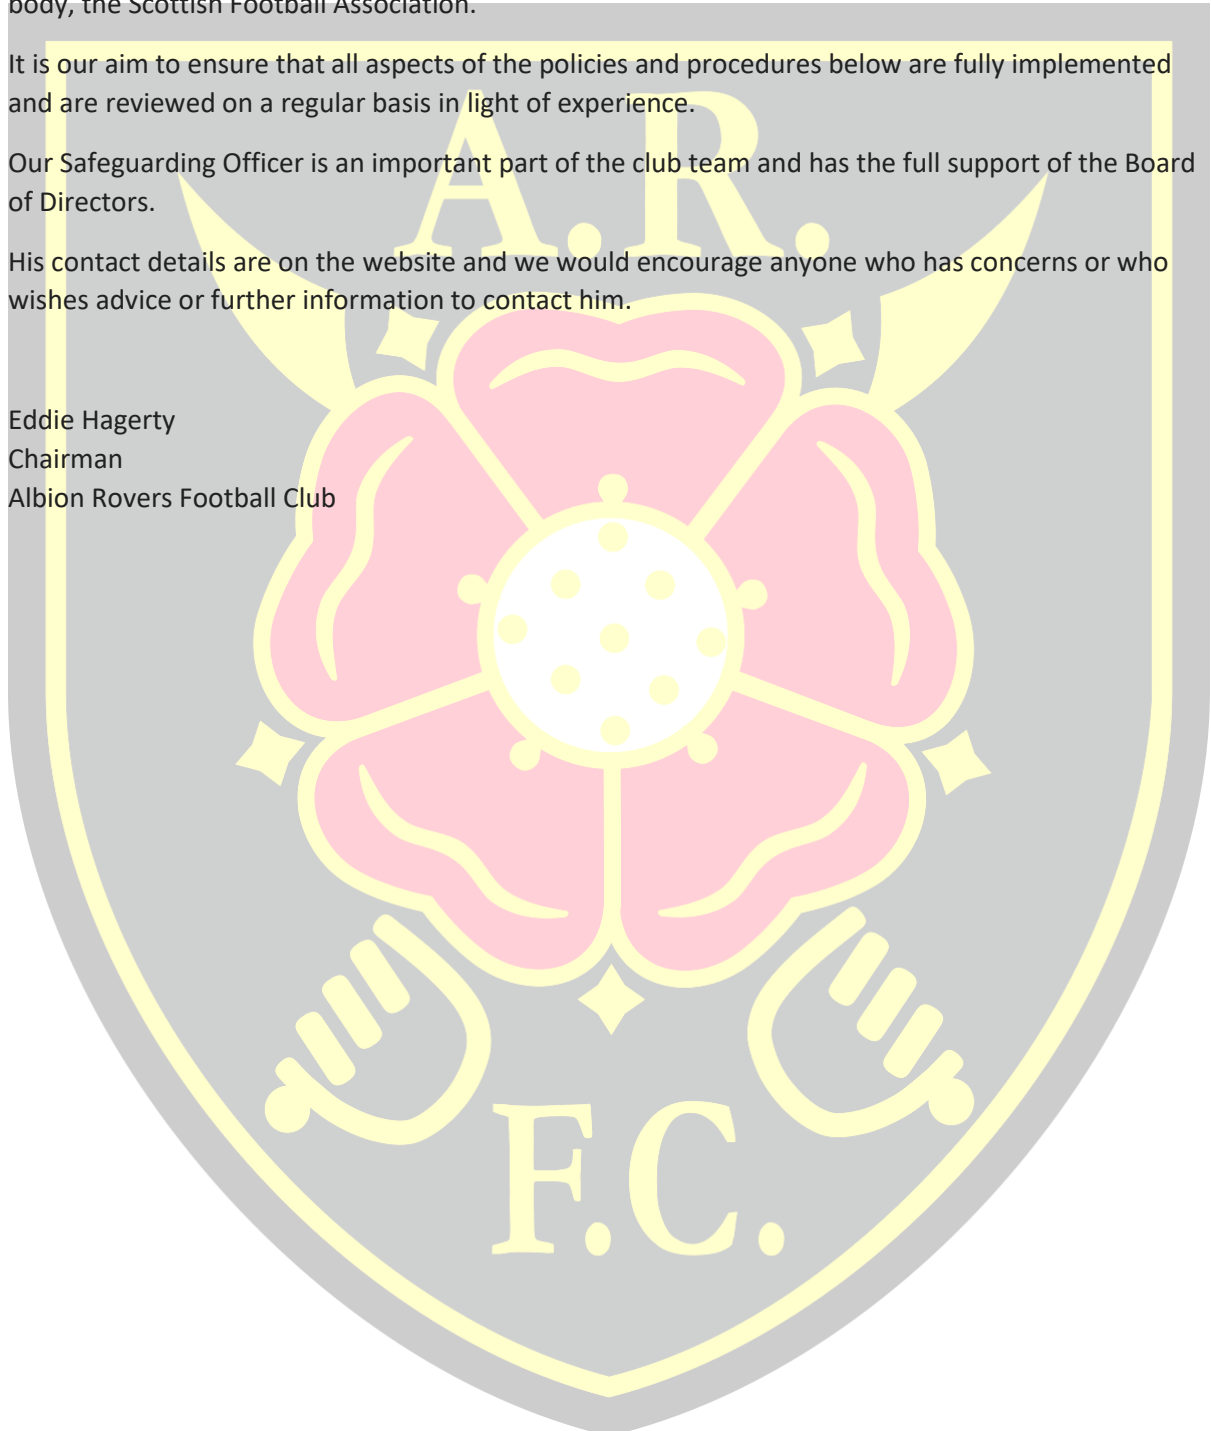 body, the Scottish Football Association.
It is our aim to ensure that all aspects of the policies and procedures below are fully implemented
and are reviewed on a regular basis in light of experience.
Our Safeguarding Officer is an important part of the club team and has the full support of the Board
of Directors.
His contact details are on the website and we would encourage anyone who has concerns or who
wishes advice or further information to contact him.
Eddie Hagerty
Chairman
Albion Rovers Football Club
A.R.
F.C.